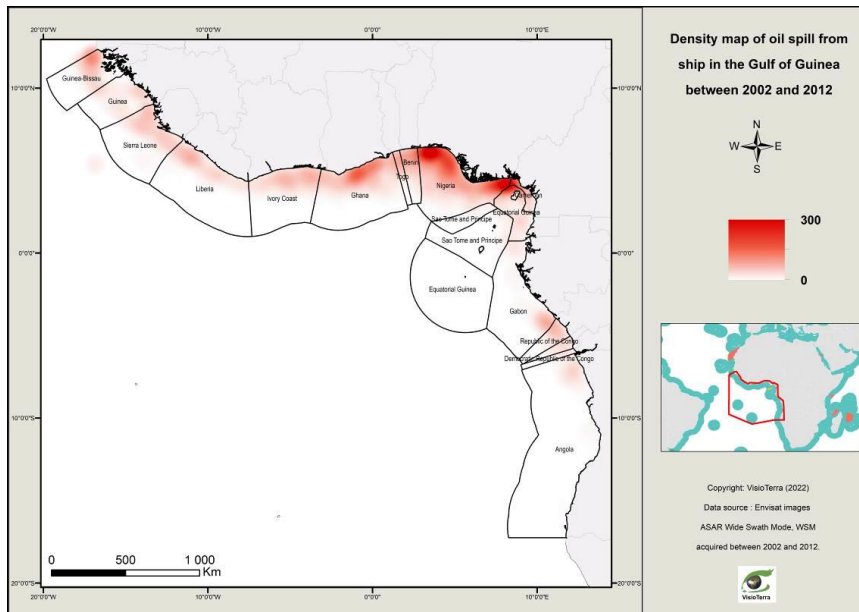 Density map of oil spill from
ship in the Gulf of Guinea
between 2002 and 2012
N
W E
S
300
0
Copyright: VisioTerra (2022)
Data source : Envisat images
ASAR Wide Swath Mode, WSM
acquired between 2002 and 2012.
VisioTerra
20°0'0"W 10°0'0"W 0°0'0" 10°0'0"E
10°0'0"N
0°0'0"
10°0'0"S
20°0'0"S
Guinea-Bissau
Guinea
Sierra Leone
Liberia
Ivory Coast
Ghana
Togo
Benin
Nigeria
Equatorial Guinea
Sao Tome and Principe
Sao Tome and Principe
Equatorial Guinea
Gabon
Republic of the Congo
Democratic Republic of the Congo
Angola
0 500 1 000
Km